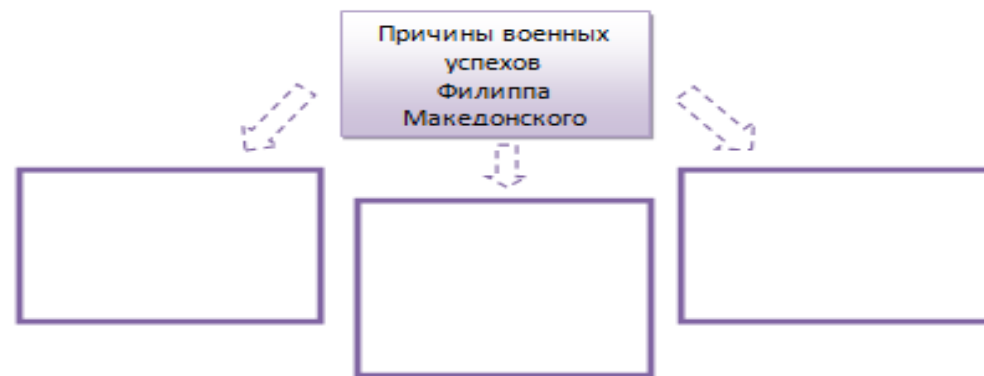 Причины военных
успехов
Филиппа
Македонского